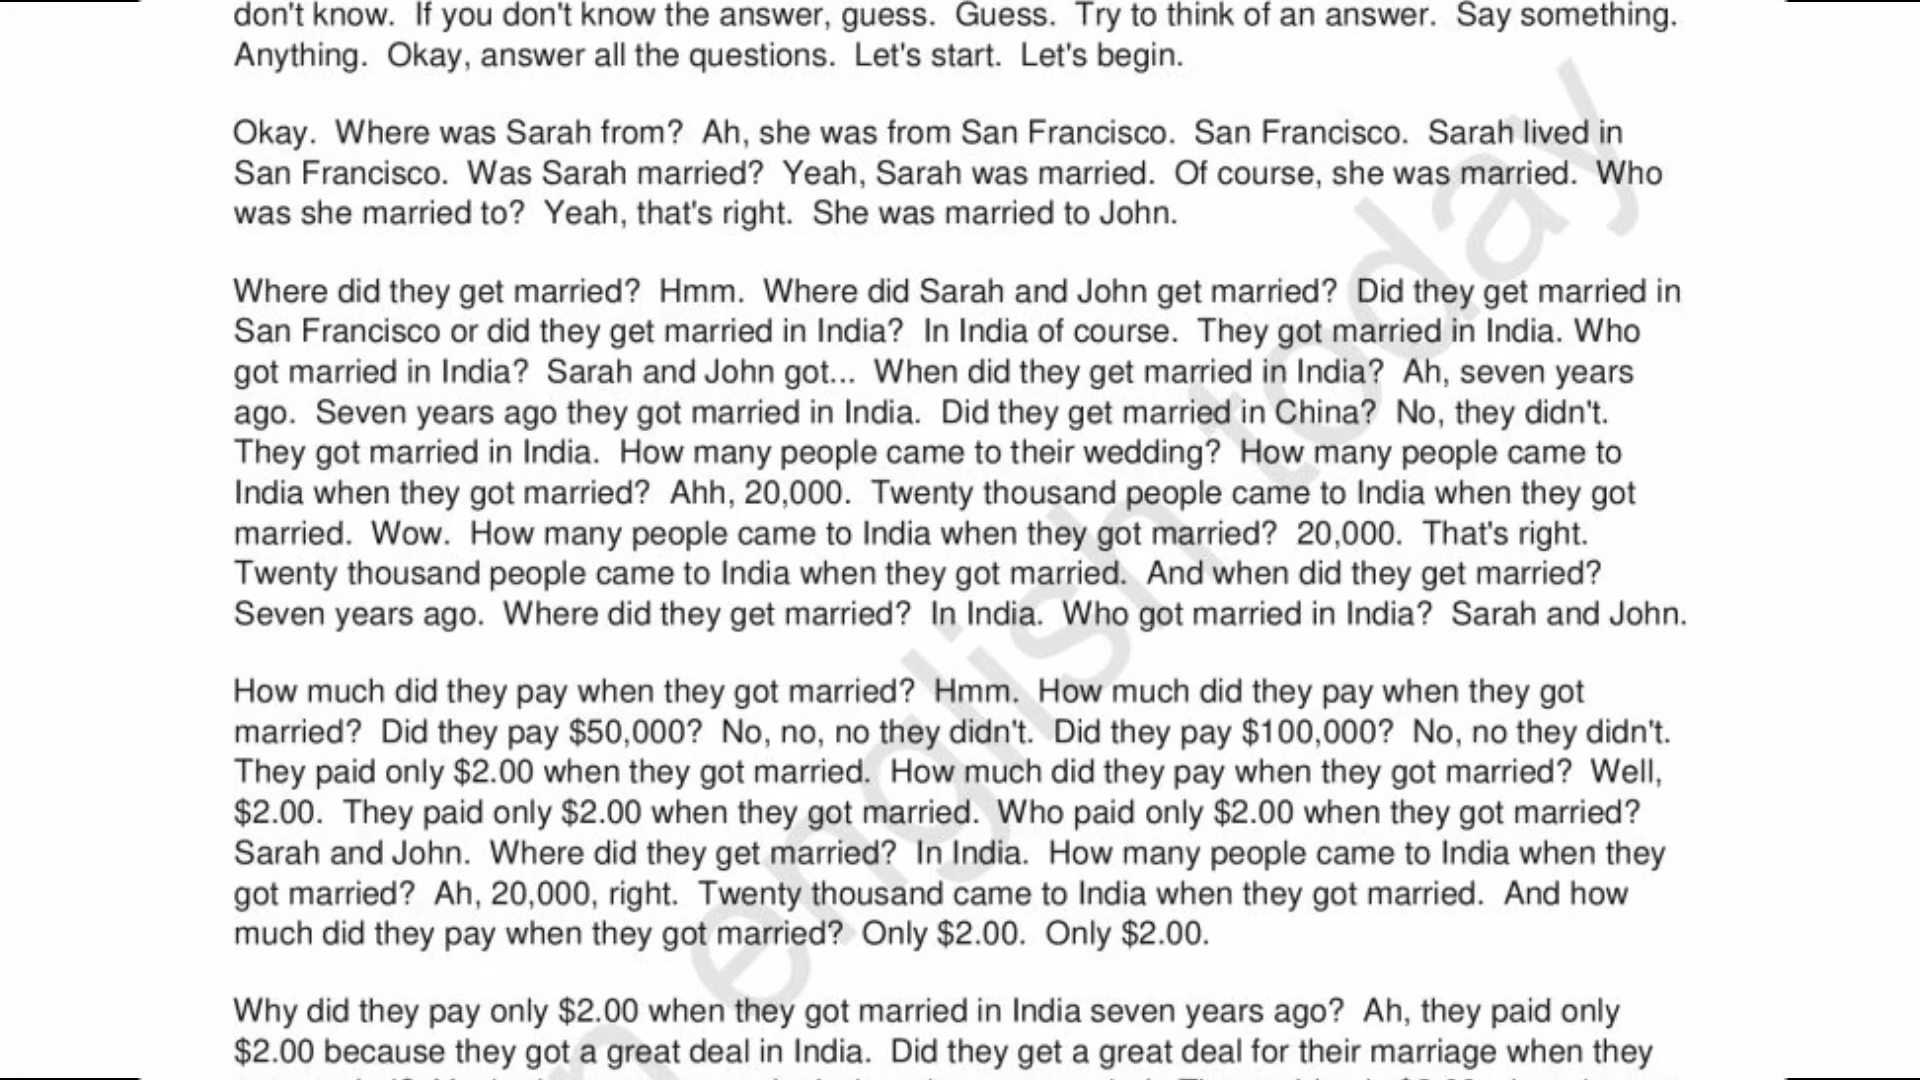 don't know.  If you don't know the answer, guess.  Guess.  Try to think of an answer.  Say something.
Anything.  Okay, answer all the questions.  Let's start.  Let's begin.
Okay.  Where was Sarah from?  Ah, she was from San Francisco.  San Francisco.  Sarah lived in
San Francisco.  Was Sarah married?  Yeah, Sarah was married.  Of course, she was married.  Who
was she married to?  Yeah, that's right.  She was married to John.
Where did they get married?  Hmm.  Where did Sarah and John get married?  Did they get married in
San Francisco or did they get married in India?  In India of course.  They got married in India. Who
got married in India?  Sarah and John got...  When did they get married in India?  Ah, seven years
ago.  Seven years ago they got married in India.  Did they get married in China?  No, they didn't.
They got married in India.  How many people came to their wedding?  How many people came to
India when they got married?  Ahh, 20,000.  Twenty thousand people came to India when they got
married.  Wow.  How many people came to India when they got married?  20,000.  That's right.
Twenty thousand people came to India when they got married.  And when did they get married?
Seven years ago.  Where did they get married?  In India.  Who got married in India?  Sarah and John.
How much did they pay when they got married?  Hmm.  How much did they pay when they got
married?  Did they pay $50,000?  No, no, no they didn't.  Did they pay $100,000?  No, no they didn't.
They paid only $2.00 when they got married.  How much did they pay when they got married?  Well,
$2.00.  They paid only $2.00 when they got married.  Who paid only $2.00 when they got married?
Sarah and John.  Where did they get married?  In India.  How many people came to India when they
got married?  Ah, 20,000, right.  Twenty thousand came to India when they got married.  And how
much did they pay when they got married?  Only $2.00.  Only $2.00.
Why did they pay only $2.00 when they got married in India seven years ago?  Ah, they paid only
$2.00 because they got a great deal in India.  Did they get a great deal for their marriage when they
english today